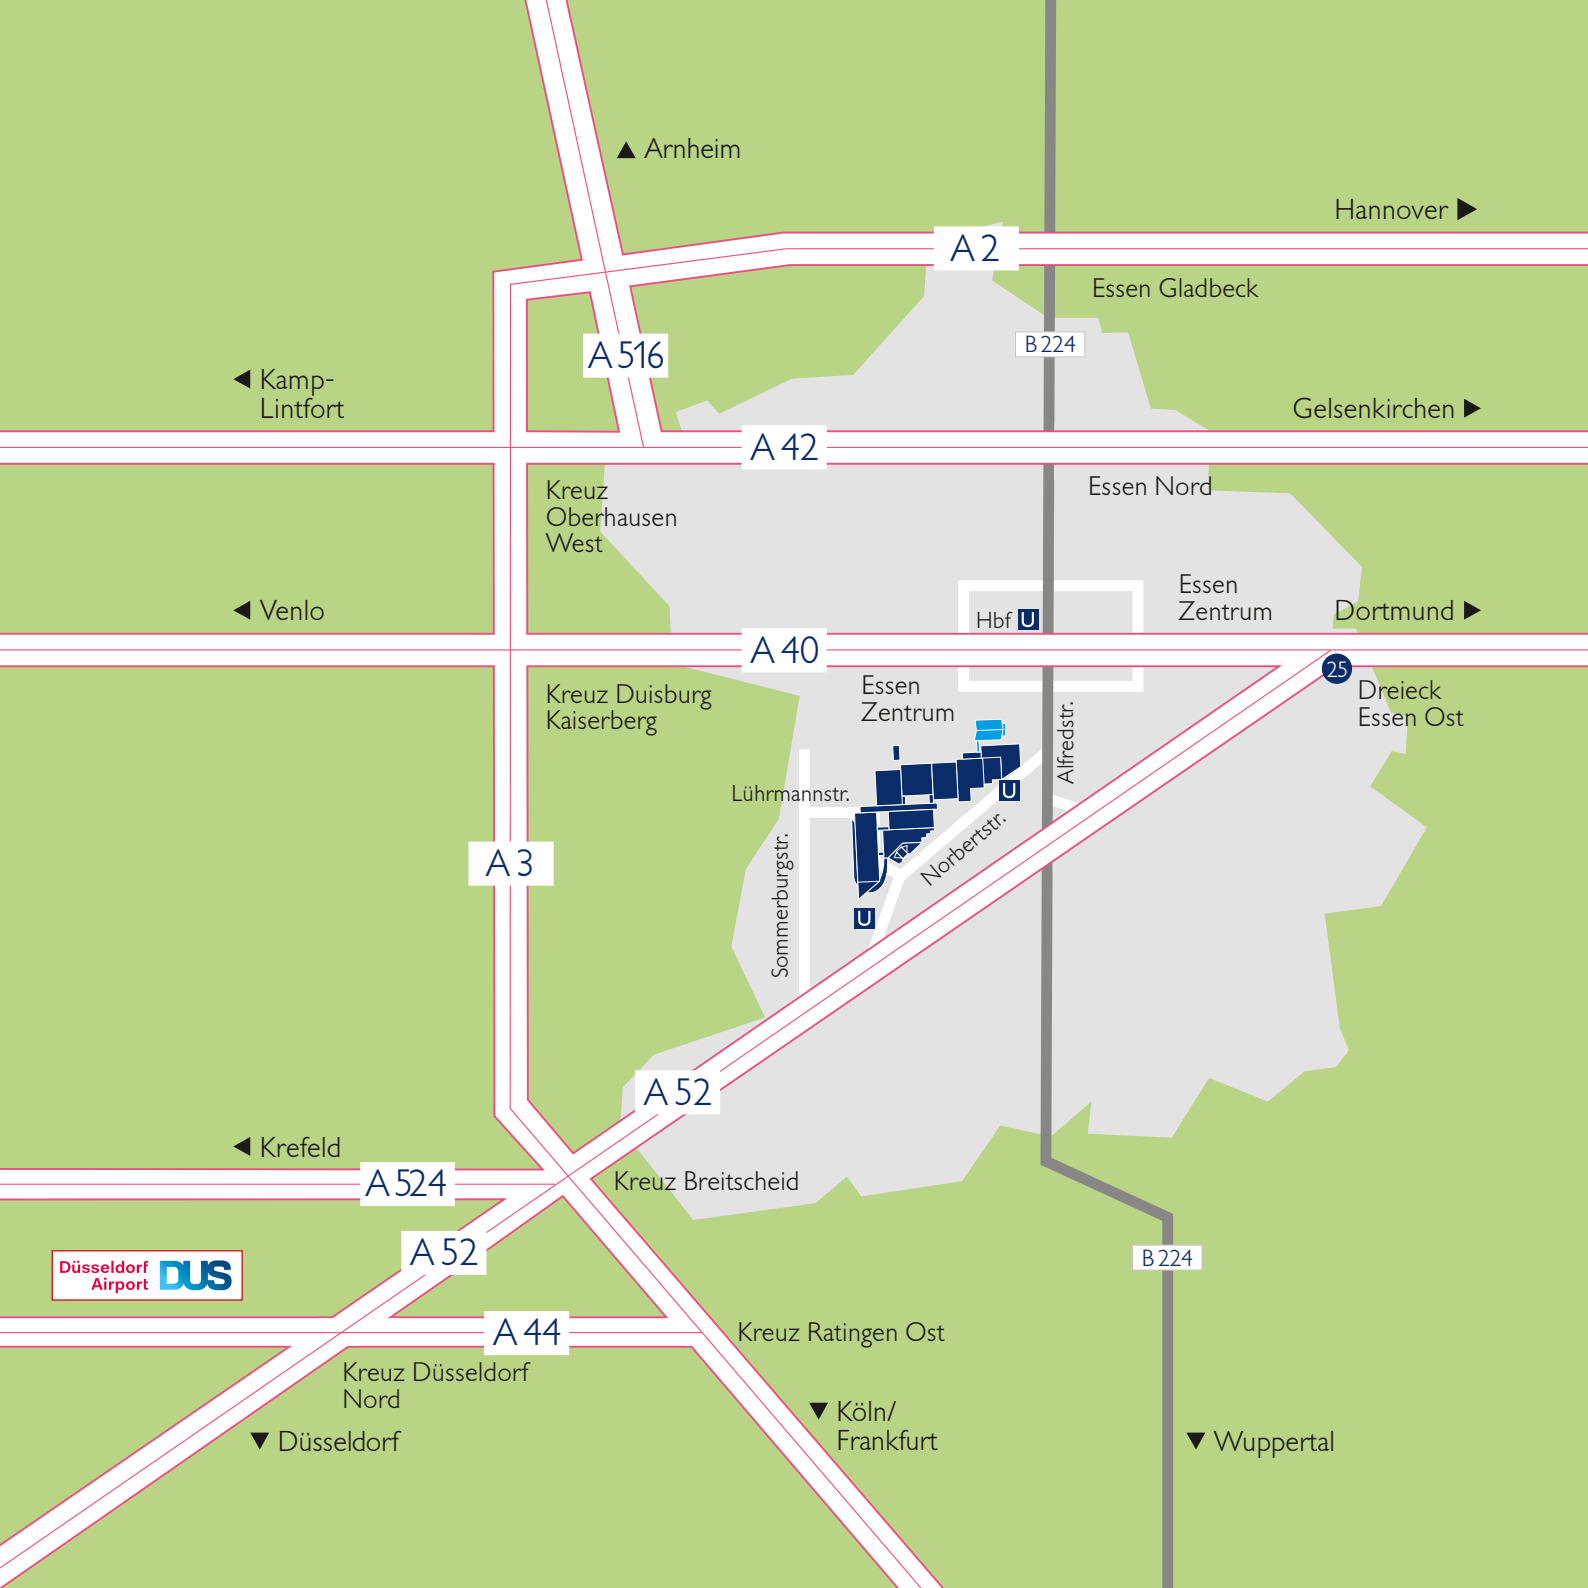 Arnheim
Hannover
A 2
Essen Gladbeck
B 224
A 516
Kamp-
Lintfort
Gelsenkirchen
A 42
Kreuz
Oberhausen
West
Essen Nord
Essen
Zentrum
Venlo
Hbf U
Dortmund
A 40
25
Kreuz Duisburg
Kaiserberg
Essen
Zentrum
Dreieck
Essen Ost
Alfredstr.
Lührmannstr.
U
Norbertstr.
Sommerburgstr.
A 3
U
A 52
Krefeld
A 524
Kreuz Breitscheid
A 52
Düsseldorf
Airport
DUS
B 224
A 44
Kreuz Ratingen Ost
Kreuz Düsseldorf
Nord
Düsseldorf
Köln/
Frankfurt
Wuppertal